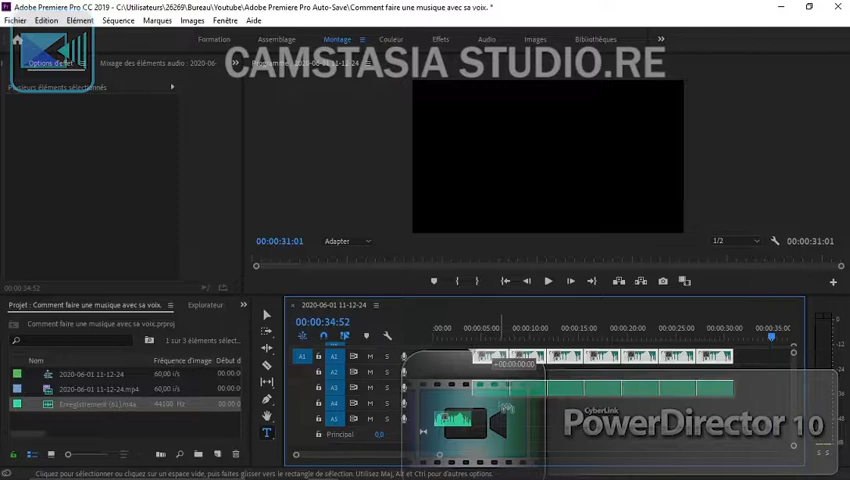 Adobe Premiere Pro CC 2019 - C:\Utilisateurs\26269\Bureau\Youtube\Adobe Premiere Pro Auto-Save\Comment faire une musique avec sa voix. *
Fichier Edition Elément Séquence Marques Images Fenêtre Aide
Formation Assemblage Montage Couleur Effets Audio Images Bibliothèques
CAMSTASIA STUDIO.RE
Options d'effet Mixage des éléments audio : 2020-06- Programme : 2020-06-01 11-12-24
Plusieurs éléments sélectionnés
00:00:31:01 Adapter 1/2 00:00:31:01
00:00:34:52
Projet : Comment faire une musique avec sa voix. Explorateur 2020-06-01 11-12-24
Comment faire une musique avec sa voix.prproj
00:00:34:52
:00:00 00:00:05:00 00:00:10:00 00:00:15:00 00:00:20:00 00:00:25:00 00:00:30:00 00:00:35:00
1 sur 3 éléments sélect...
Nom Fréquence d'image Début d
2020-06-01 11-12-24 60,00 i/s 00:00
2020-06-01 11-12-24.mp4 60,00 i/s 00:00
Enregistrement (61).m4a 44100 Hz 00:00:0
A1 A1 M S
+00:00:00:00
A2 M S
A3 M S
A4 M S
Principal 0,0
CyberLink
PowerDirector 10
S S
Cliquez pour sélectionner ou cliquez sur un espace vide, puis faites glisser vers le rectangle de sélection. Utilisez Maj, Alt et Ctrl pour d'autres options.